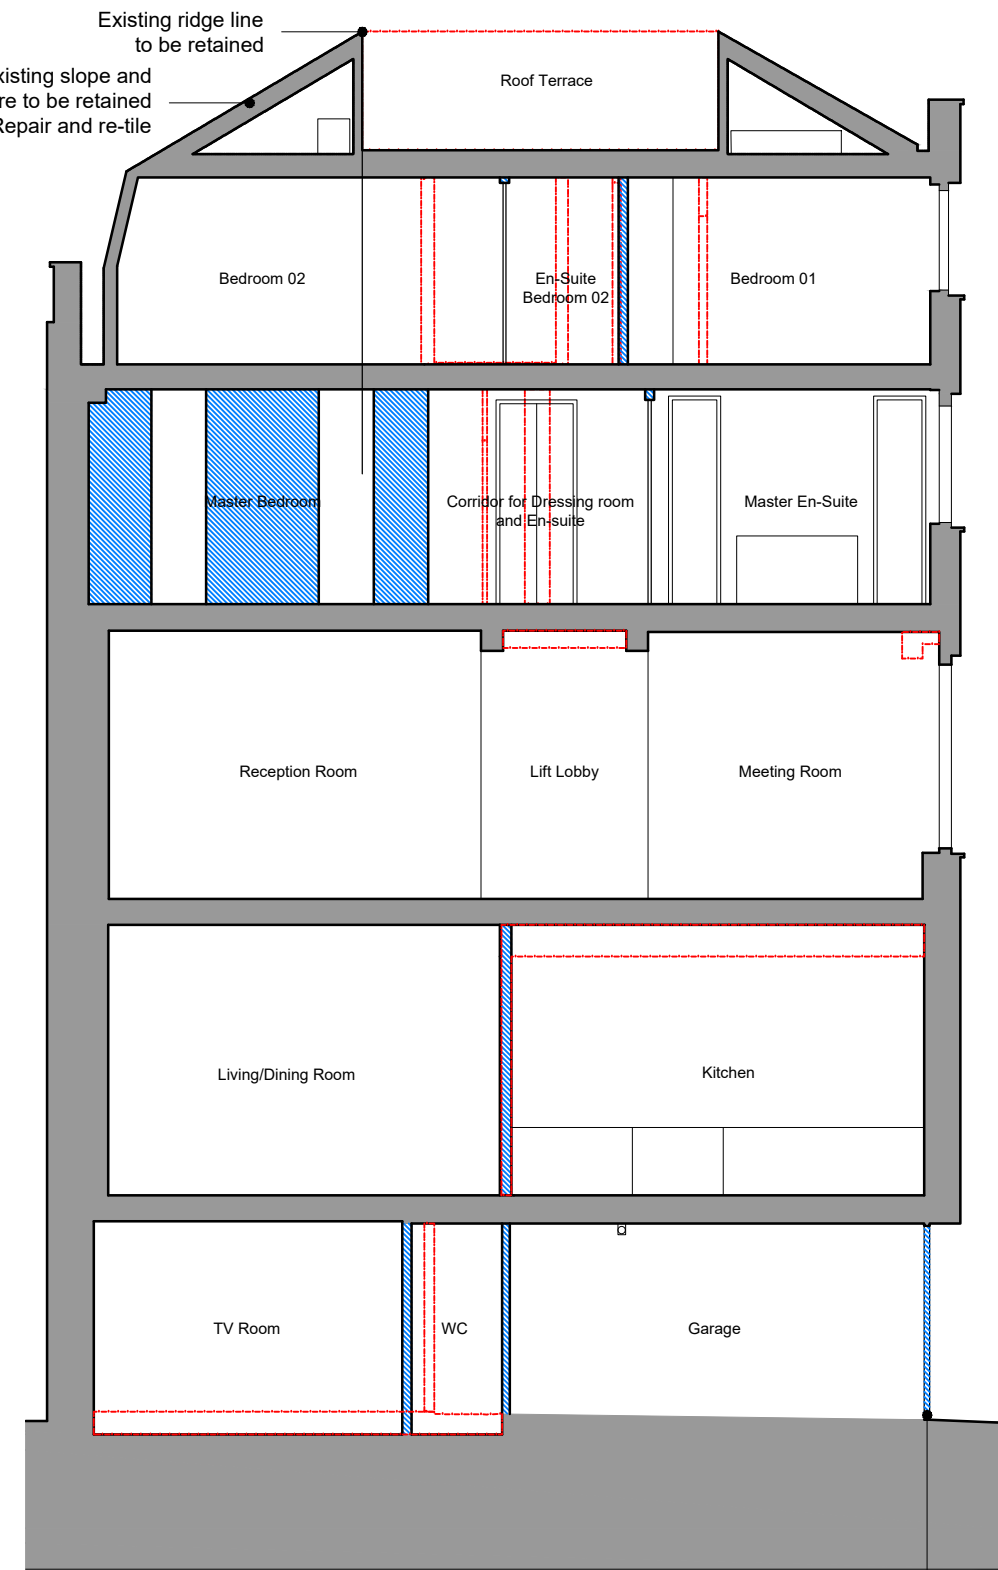 Existing ridge line
to be retained
xisting slope and
re to be retained
Repair and re-tile
Roof Terrace
Bedroom 02
En-Suite
Bedroom 02
Bedroom 01
Master Bedroom
Corridor for Dressing room
and En-suite
Master En-Suite
Reception Room
Lift Lobby
Meeting Room
Living/Dining Room
Kitchen
TV Room
WC
Garage